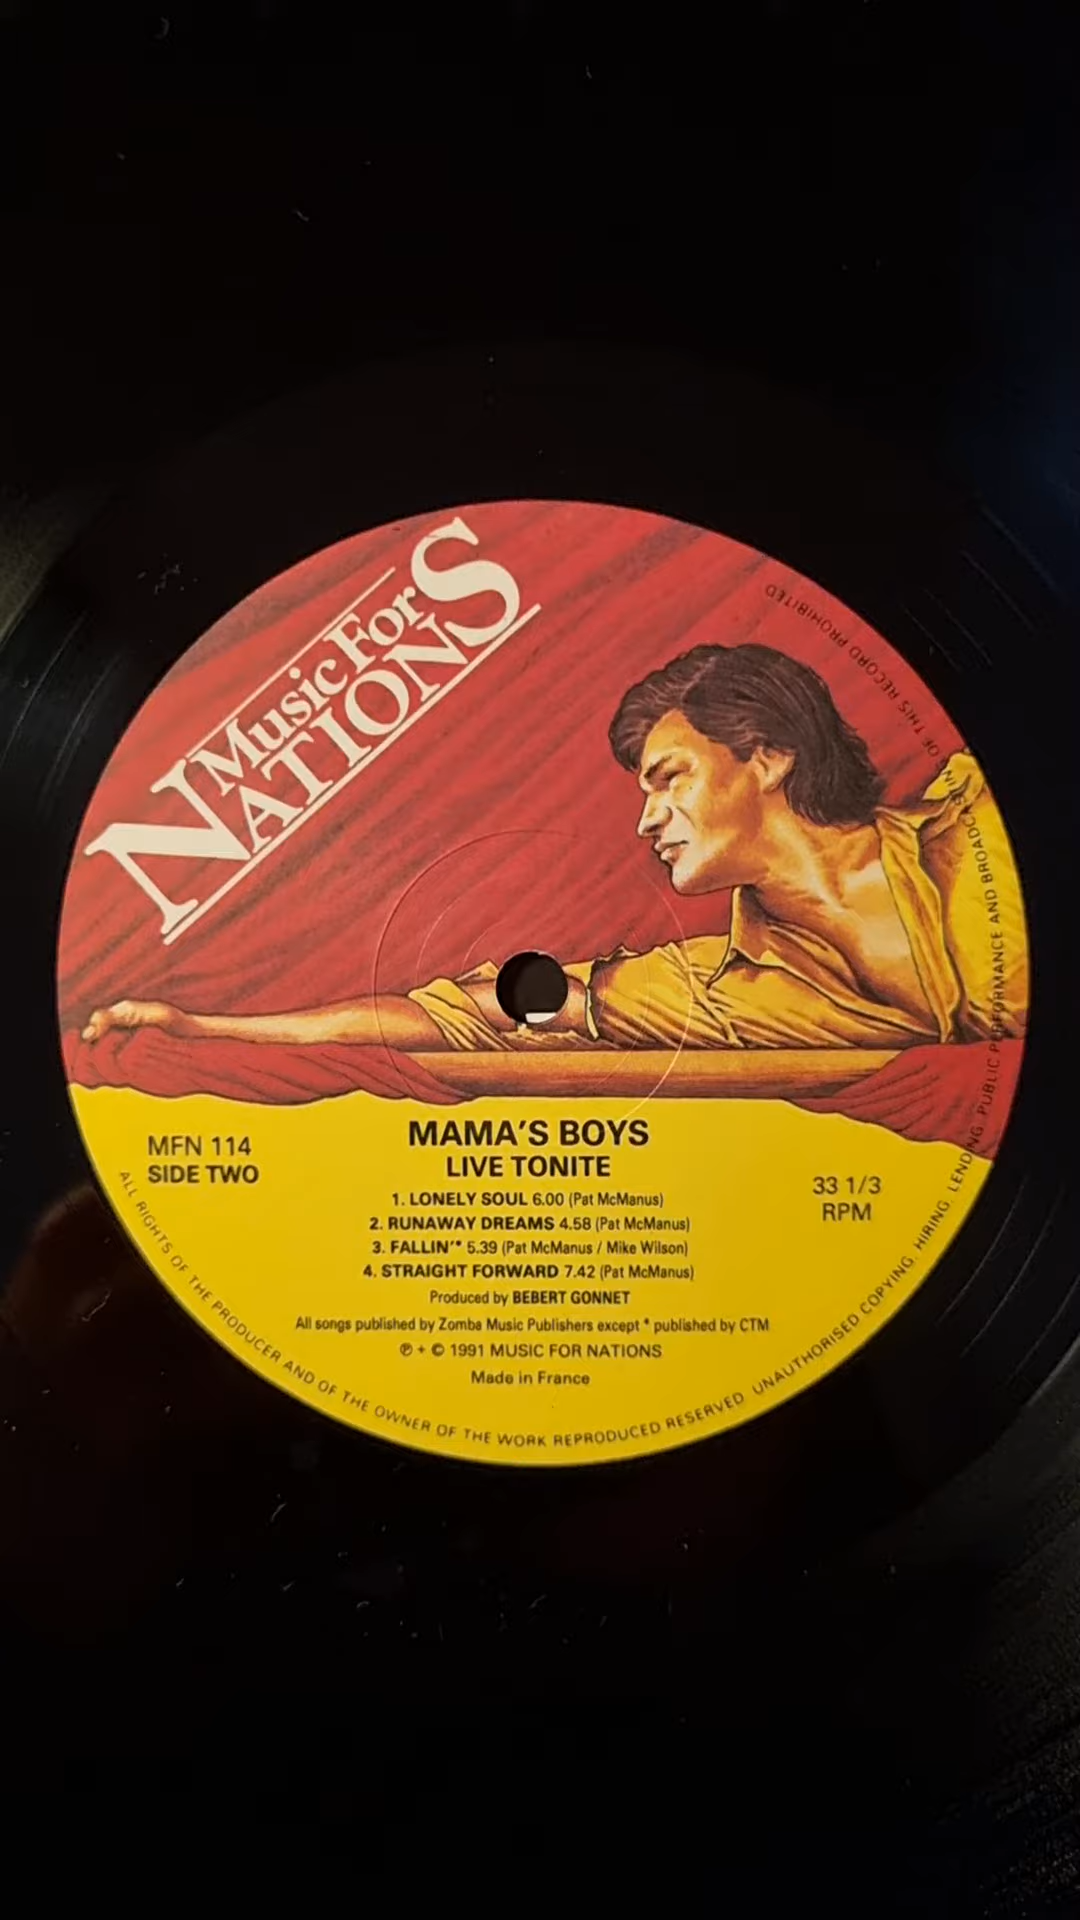 Music For
NATIONS
MAMA'S BOYS
LIVE TONITE
MFN 114
SIDE TWO
33 1/3
RPM
1. LONELY SOUL 6.00 (Pat McManus)
2. RUNAWAY DREAMS 4.58 (Pat McManus)
3. FALLIN'* 5.39 (Pat McManus / Mike Wilson)
4. STRAIGHT FORWARD 7.42 (Pat McManus)
Produced by BEBERT GONNET
All songs published by Zomba Music Publishers except * published by CTM
℗ + © 1991 MUSIC FOR NATIONS
Made in France
ALL RIGHTS OF THE PRODUCER AND OF THE OWNER OF THE WORK REPRODUCED RESERVED. UNAUTHORISED COPYING, HIRING, LENDING, PUBLIC PERFORMANCE AND BROADCASTING OF THIS RECORD PROHIBITED